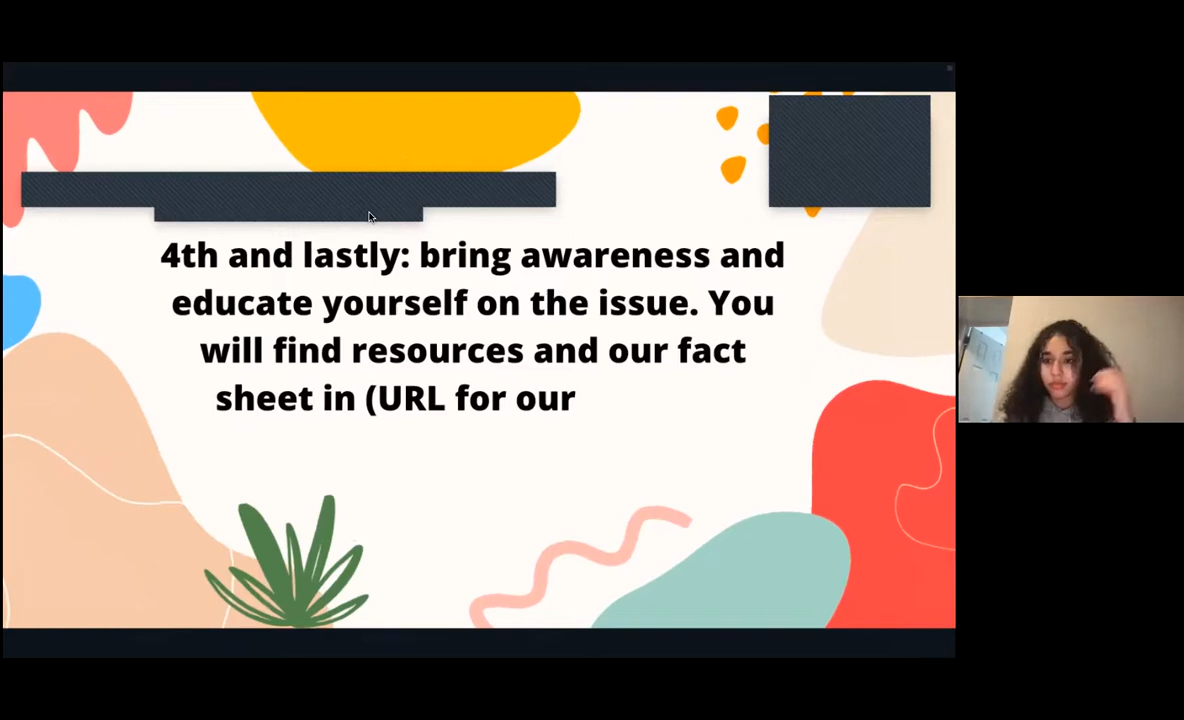 4th and lastly: bring awareness and
educate yourself on the issue. You
will find resources and our fact
sheet in (URL for our